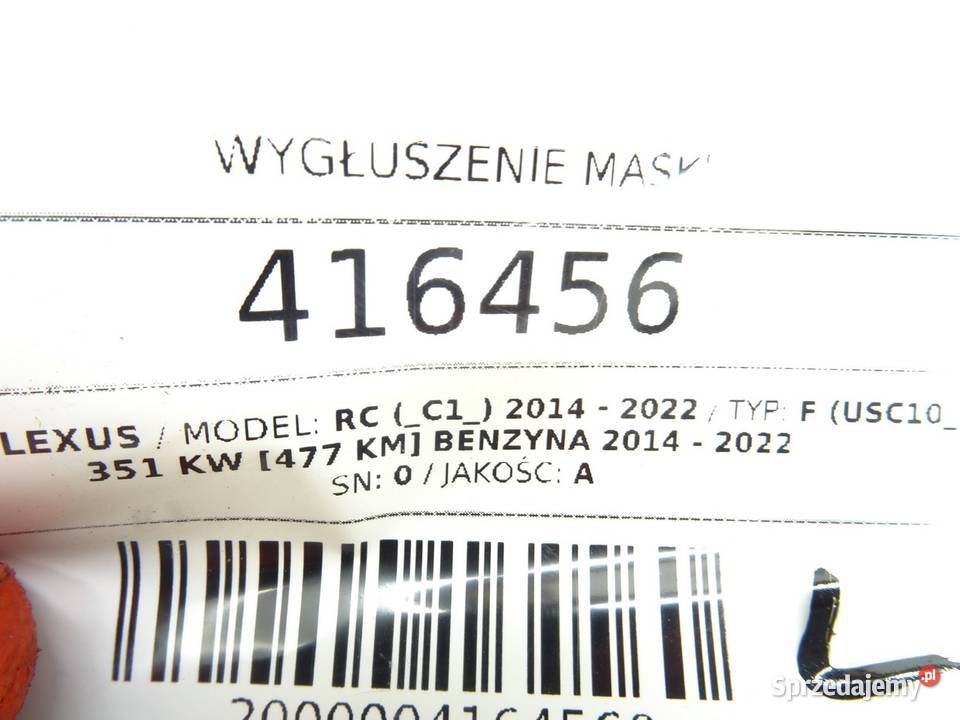 WYGŁUSZENIE MASKI
416456
LEXUS / MODEL: RC (_C1_) 2014 - 2022 / TYP: F (USC10_
351 KW [477 KM] BENZYNA 2014 - 2022
SN: 0 / JAKOŚĆ: A
Sprzedajemy.pl